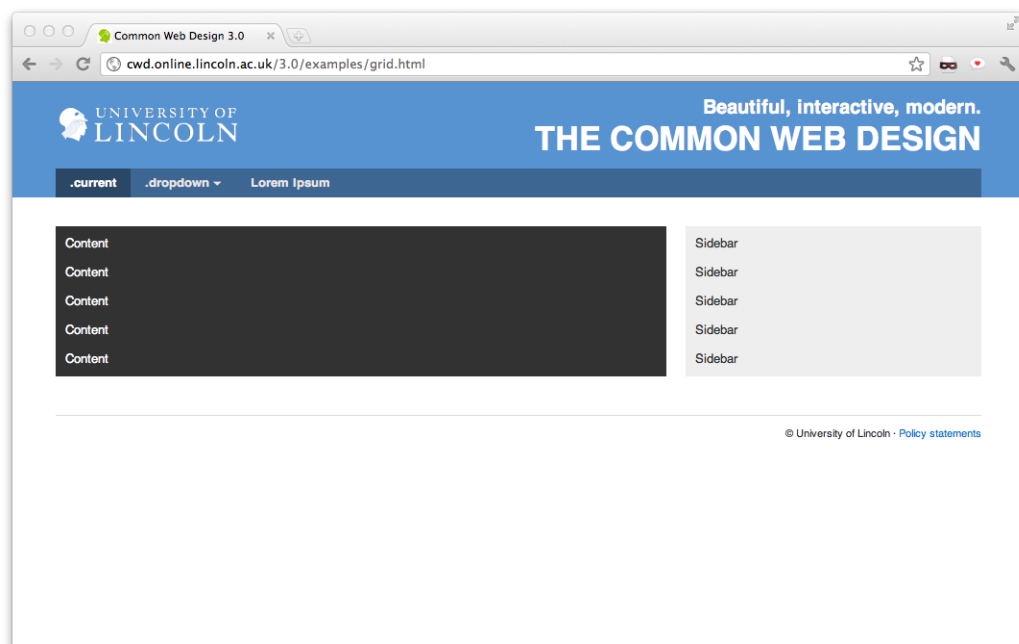 Common Web Design 3.0
cwd.online.lincoln.ac.uk/3.0/examples/grid.html
UNIVERSITY OF
LINCOLN
Beautiful, interactive, modern.
THE COMMON WEB DESIGN
.current .dropdown Lorem Ipsum
Content
Content
Content
Content
Content
Sidebar
Sidebar
Sidebar
Sidebar
Sidebar
© University of Lincoln · Policy statements